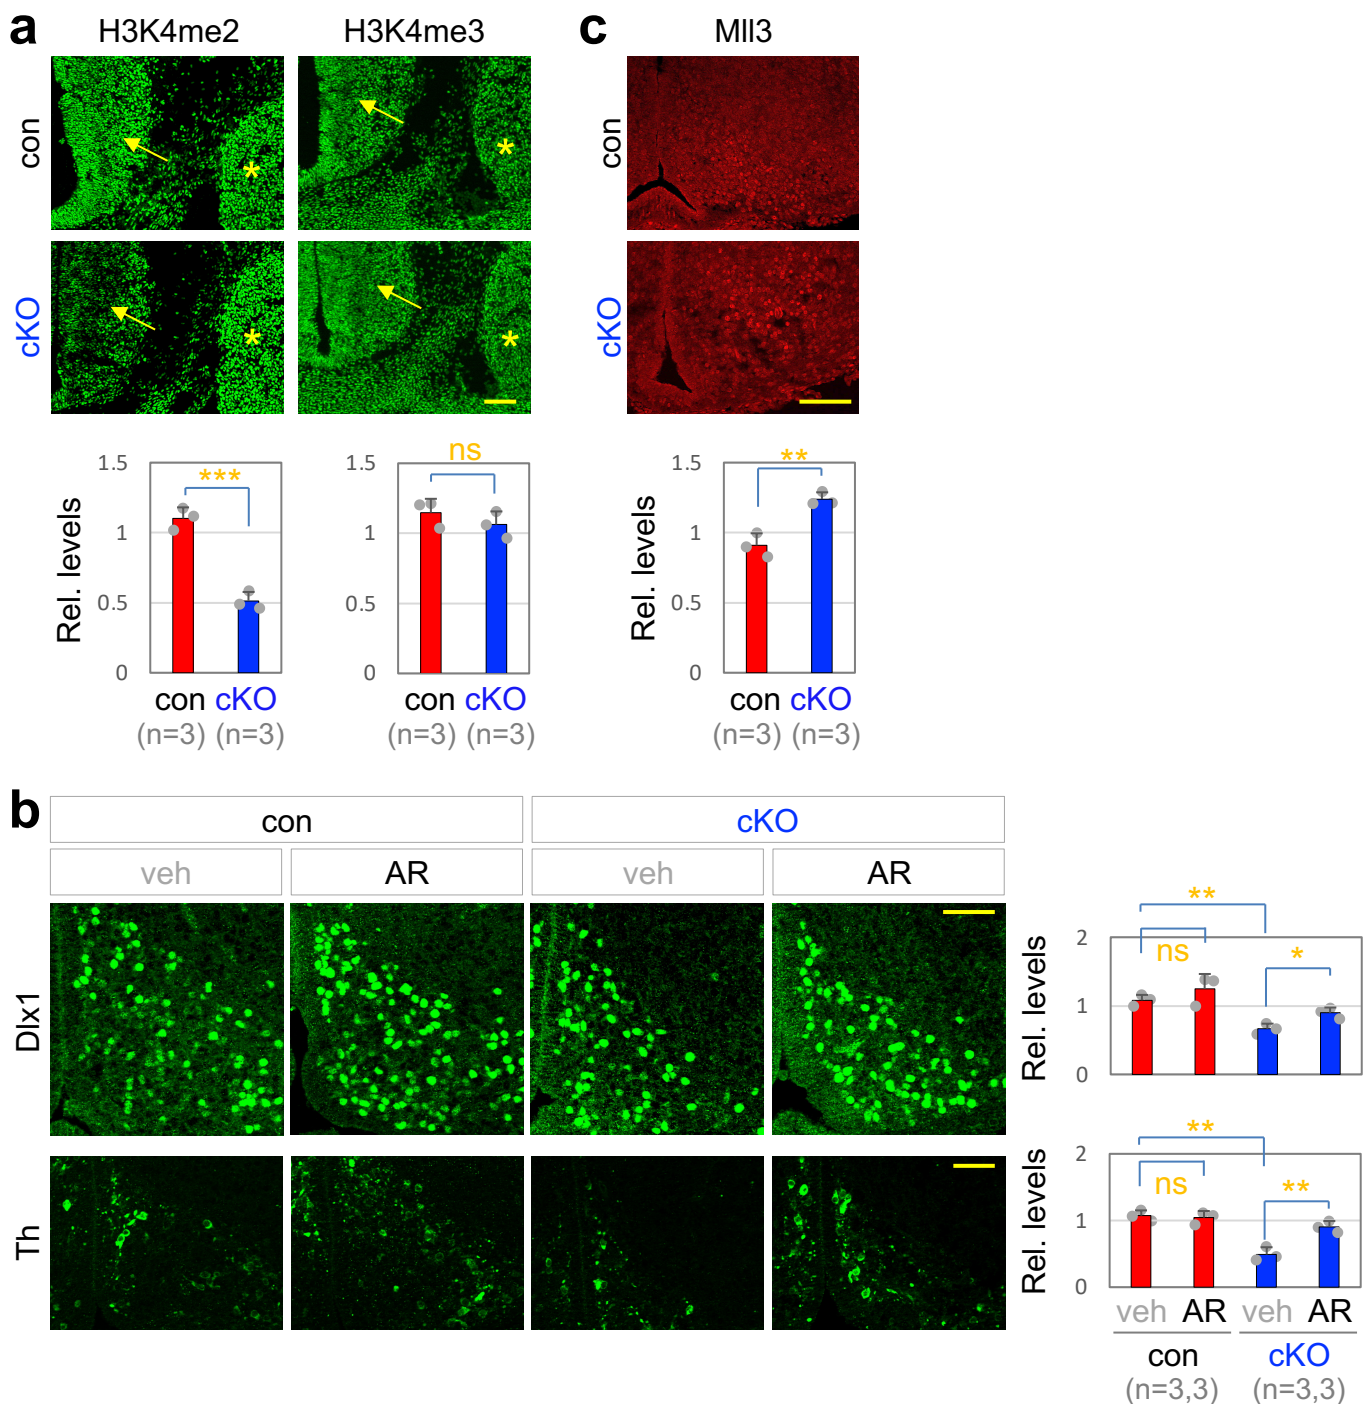 a
H3K4me2
H3K4me3
con
cKO
*
*
*
*
Rel. levels
1.5
1
0.5
0
***
con cKO
(n=3) (n=3)
1.5
1
0.5
0
ns
con cKO
(n=3) (n=3)
c
Mll3
con
cKO
Rel. levels
1.5
1
0.5
0
**
con cKO
(n=3) (n=3)
b
con
cKO
veh
AR
veh
AR
Dlx1
Th
Rel. levels
2
1
0
**
ns
*
Rel. levels
2
1
0
**
ns
**
veh AR veh AR
con cKO
(n=3,3) (n=3,3)